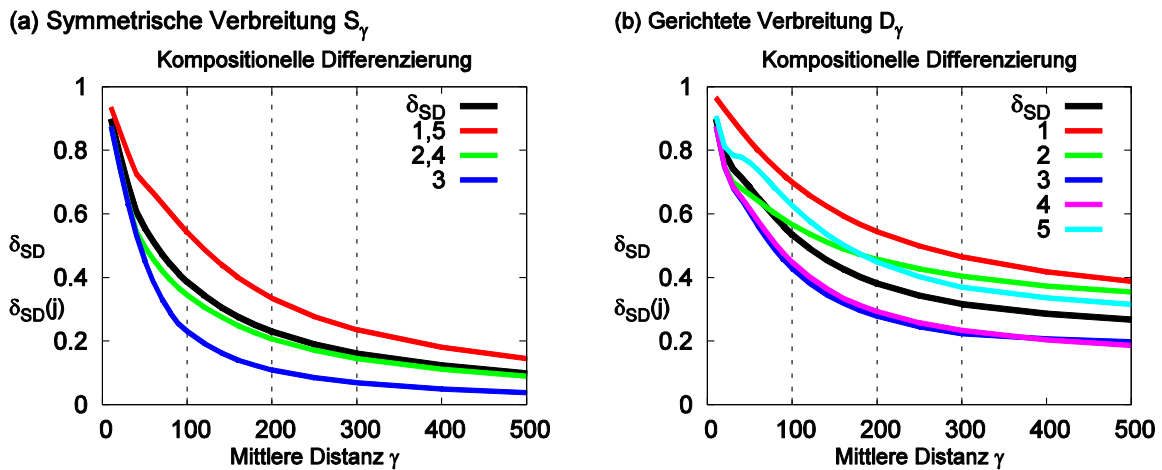 (a) Symmetrische Verbreitung Sγ
Kompositionelle Differenzierung
1
0.8
0.6
δSD
0.4
δSD(j)
0.2
0
δSD
1,5
2,4
3
0 100 200 300 400 500
Mittlere Distanz γ
(b) Gerichtete Verbreitung Dγ
Kompositionelle Differenzierung
1
0.8
0.6
δSD
0.4
δSD(j)
0.2
0
δSD
1
2
3
4
5
0 100 200 300 400 500
Mittlere Distanz γ